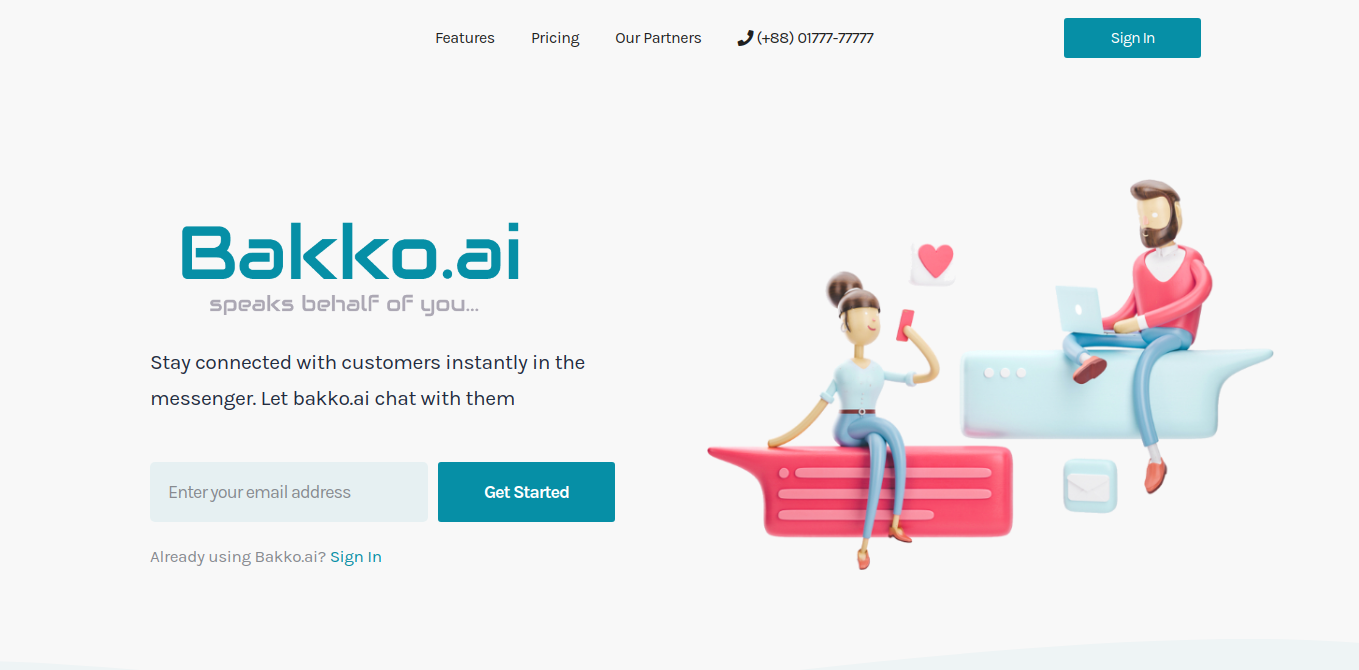 Features
Pricing
Our Partners
(+88) 01777-77777
Sign In
Bakko.ai
speaks behalf of you...
Stay connected with customers instantly in the
messenger. Let bakko.ai chat with them
Enter your email address
Get Started
Already using Bakko.ai? Sign In